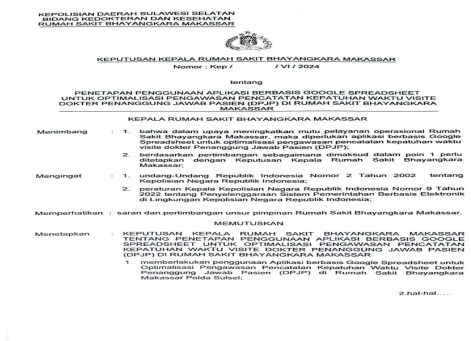 KEPOLISIAN DAERAH SULAWESI SELATAN
BIDANG KEDOKTERAN DAN KESEHATAN
RUMAH SAKIT BHAYANGKARA MAKASSAR
KEPUTUSAN KEPALA RUMAH SAKIT BHAYANGKARA MAKASSAR
Nomor : Kep / / VI / 2024
tentang
PENETAPAN PENGGUNAAN APLIKASI BERBASIS GOOGLE SPREADSHEET
UNTUK OPTIMALISASI PENGAWASAN PENCATATAN KEPATUHAN WAKTU VISITE
DOKTER PENANGGUNG JAWAB PASIEN (DPJP) DI RUMAH SAKIT BHAYANGKARA
MAKASSAR
KEPALA RUMAH SAKIT BHAYANGKARA MAKASSAR
Menimbang : 1. bahwa dalam upaya meningkatkan mutu pelayanan operasional Rumah
Sakit Bhayangkara Makassar, maka diperlukan aplikasi berbasis Google
Spreadsheet untuk optimalisasi pengawasan pencatatan kepatuhan waktu
visite dokter Penanggung Jawab Pasien (DPJP);
2. berdasarkan pertimbangan sebagaimana dimaksud dalam poin 1 perlu
ditetapkan dengan Keputusan Kepala Rumah Sakit Bhayangkara
Makassar;
Mengingat : 1. undang-Undang Republik Indonesia Nomor 2 Tahun 2002 tentang
Kepolisian Negara Republik Indonesia;
2. peraturan Kepala Kepolisian Negara Republik Indonesia Nomor 9 Tahun
2022 tentang Penyelenggaraan Sistem Pemerintahan Berbasis Elektronik
di Lingkungan Kepolisian Negara Republik Indonesia;
Memperhatikan : saran dan pertimbangan unsur pimpinan Rumah Sakit Bhayangkara Makassar.
MEMUTUSKAN
Menetapkan : KEPUTUSAN KEPALA RUMAH SAKIT BHAYANGKARA MAKASSAR
TENTANG PENETAPAN PENGGUNAAN APLIKASI BERBASIS GOOGLE
SPREADSHEET UNTUK OPTIMALISASI PENGAWASAN PENCATATAN
KEPATUHAN WAKTU VISITE DOKTER PENANGGUNG JAWAB PASIEN
(DPJP) DI RUMAH SAKIT BHAYANGKARA MAKASSAR
1. memberlakukan penggunaan Aplikasi berbasis Google Spreadsheet untuk
Optimalisasi Pengawasan Pencatatan Kepatuhan Waktu Visite Dokter
Penanggung Jawab Pasien (DPJP) di Rumah Sakit Bhayangkara
Makassar Polda Sulsel;
2.hal-hal.....